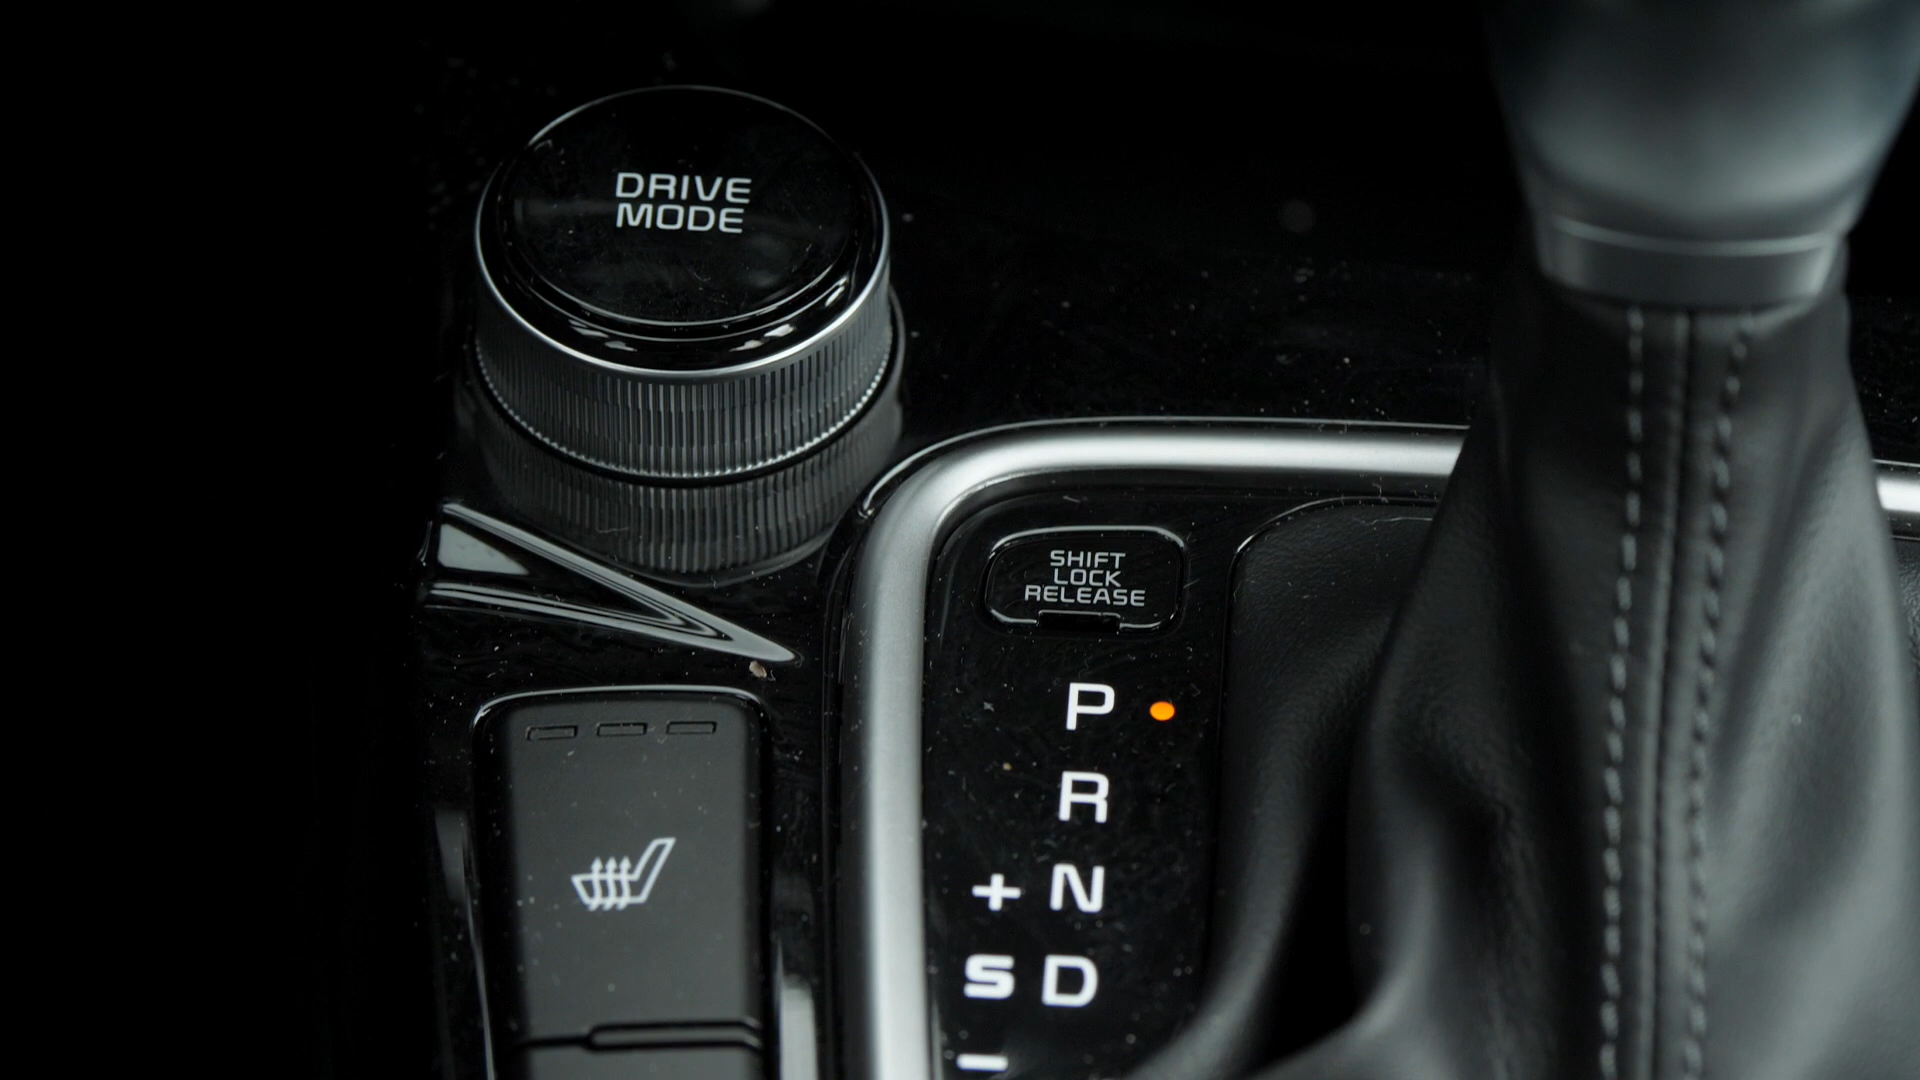 DRIVE
MODE
SHIFT
LOCK
RELEASE
P
R
+ N
S D
−